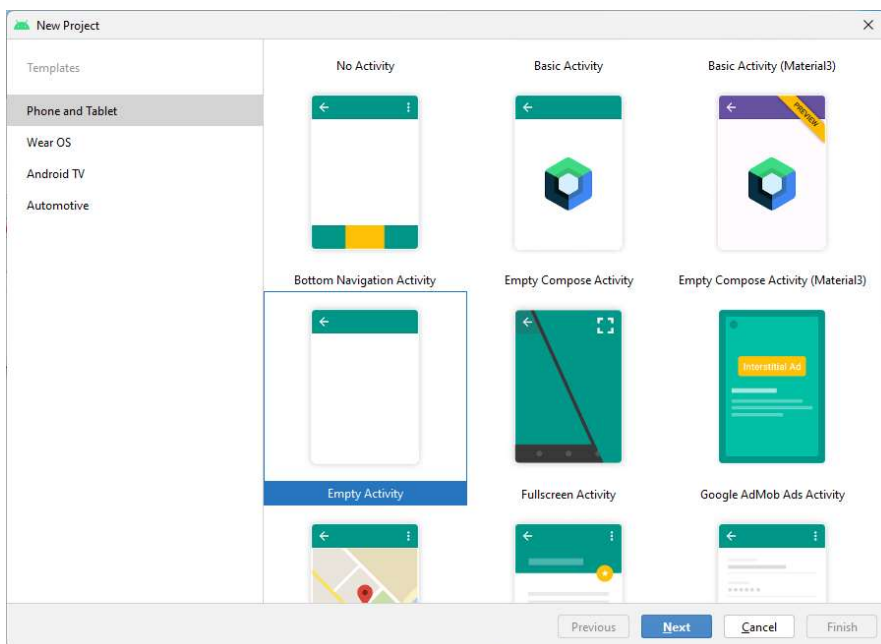 New Project
Templates
Phone and Tablet
Wear OS
Android TV
Automotive
No Activity
Basic Activity
Basic Activity (Material3)
PREVIEW
Bottom Navigation Activity
Empty Compose Activity
Empty Compose Activity (Material3)
Interstitial Ad
Empty Activity
Fullscreen Activity
Google AdMob Ads Activity
Previous
Next
Cancel
Finish